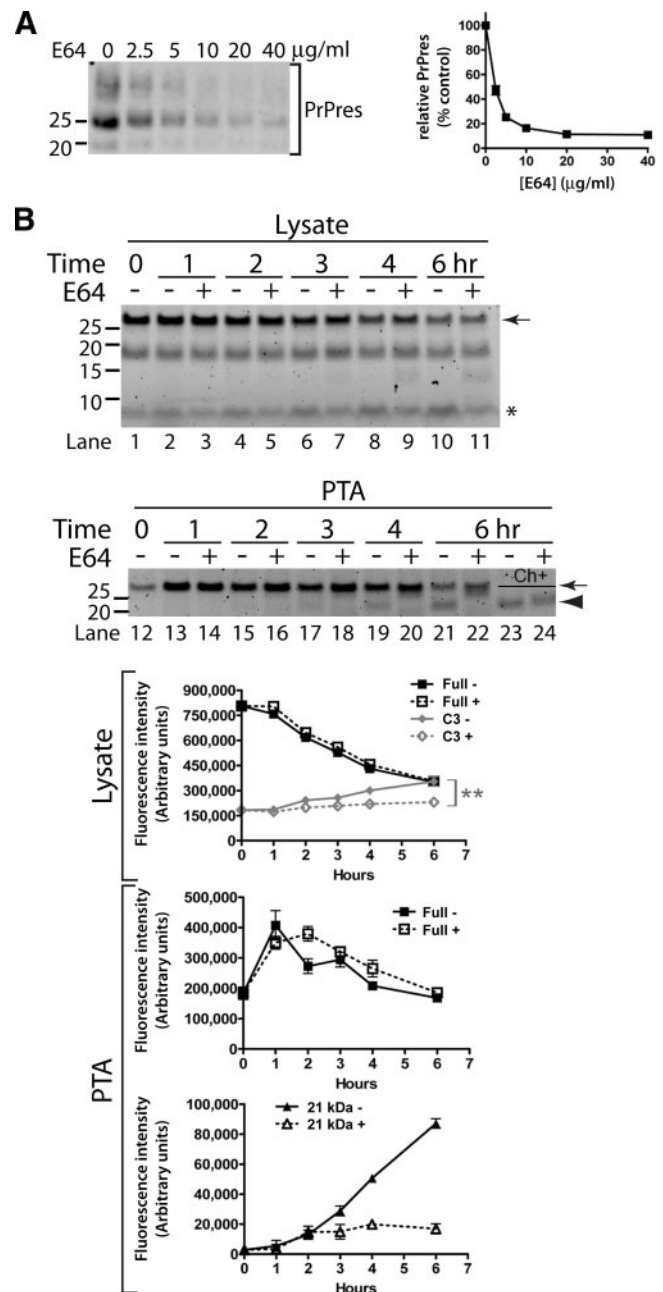 A
E64 0 2.5 5 10 20 40 µg/ml
25
20
PrPres
relative PrPres
(% control)
100
80
60
40
20
0
0 10 20 30 40
[E64] (µg/ml)
B
Lysate
Time 0 1 2 3 4 6 hr
E64 - - + - + - + - + - +
25
20
15
10
*
Lane 1 2 3 4 5 6 7 8 9 10 11
PTA
Time 0 1 2 3 4 6 hr
E64 - - + - + - + - + - + - +
Ch+
25
20
Lane 12 13 14 15 16 17 18 19 20 21 22 23 24
Lysate
Fluorescence intensity
(Arbitrary units)
900,000
750,000
600,000
450,000
300,000
150,000
0
Full -
Full +
C3 -
C3 +
**
0 1 2 3 4 5 6 7
Hours
PTA
Fluorescence intensity
(Arbitrary units)
500,000
400,000
300,000
200,000
100,000
0
Full -
Full +
0 1 2 3 4 5 6 7
Hours
Fluorescence intensity
(Arbitrary units)
100,000
80,000
60,000
40,000
20,000
0
21 kDa -
21 kDa +
0 1 2 3 4 5 6 7
Hours